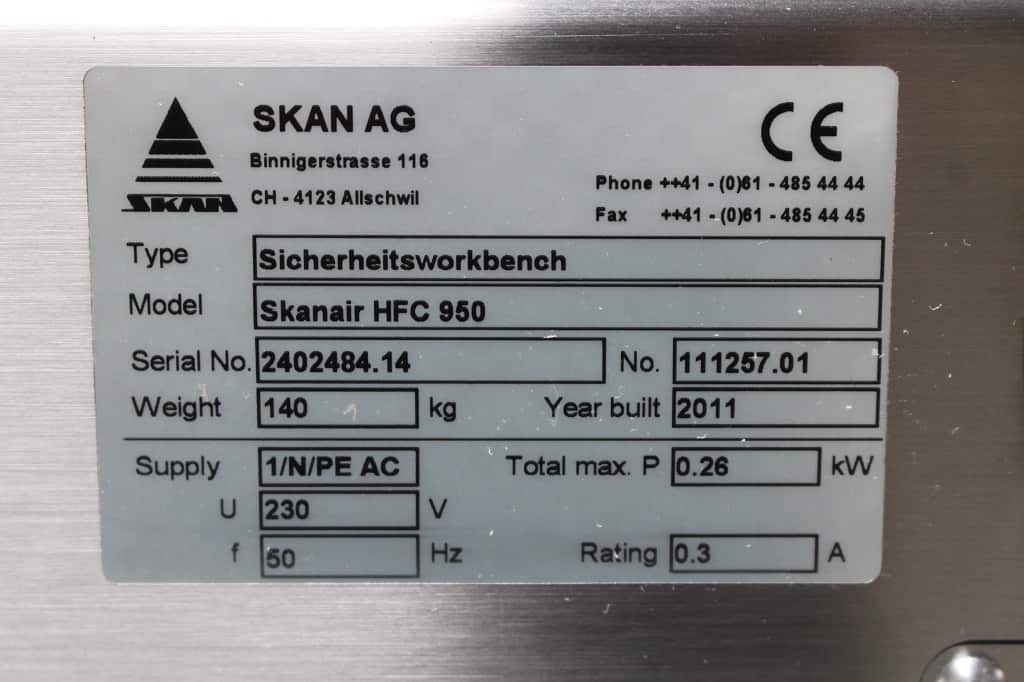 SKAN AG
Binnigerstrasse 116
CH - 4123 Allschwil
SKAN
CE
Phone ++41 - (0)61 - 485 44 44
Fax ++41 - (0)61 - 485 44 45
Type Sicherheitsworkbench
Model Skanair HFC 950
Serial No. 2402484.14 No. 111257.01
Weight 140 kg Year built 2011
Supply 1/N/PE AC Total max. P 0.26 kW
U 230 V
f 50 Hz Rating 0.3 A